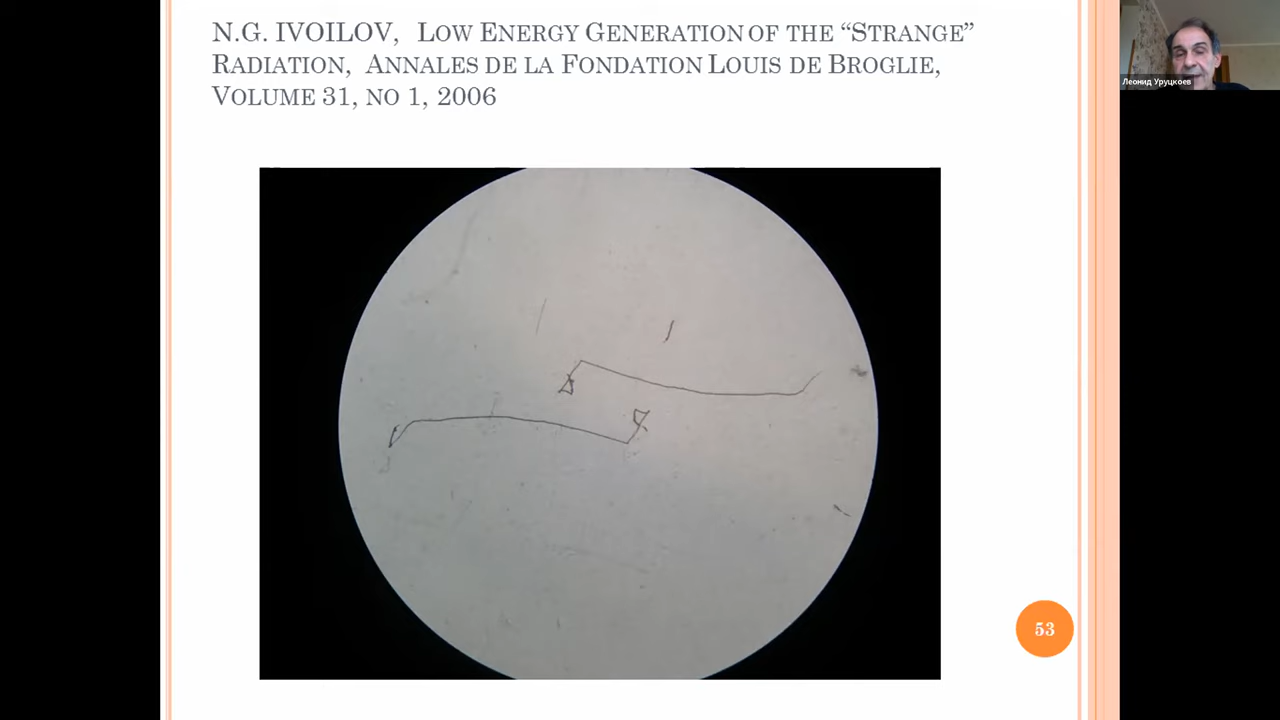 N.G. IVOILOV, LOW ENERGY GENERATION OF THE “STRANGE”
RADIATION, ANNALES DE LA FONDATION LOUIS DE BROGLIE,
VOLUME 31, NO 1, 2006
Леонид Уруцкоев
53